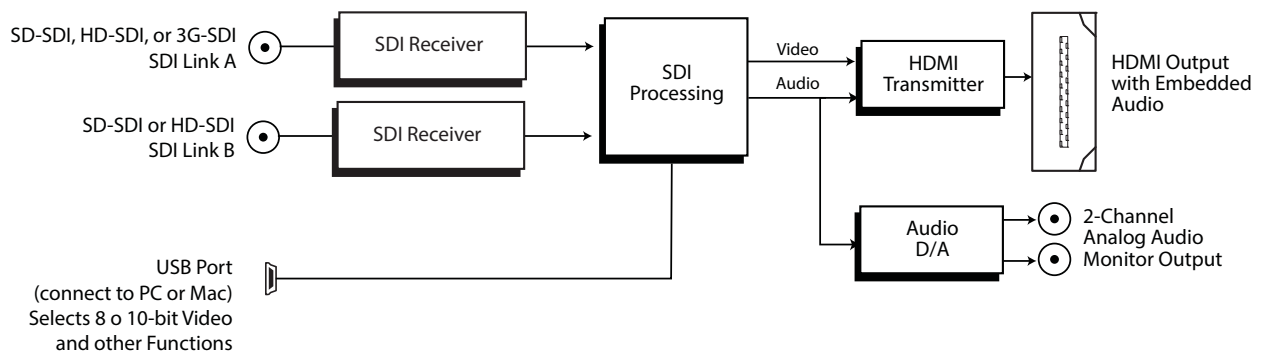 SD-SDI, HD-SDI, or 3G-SDI
SDI Link A
SDI Receiver
SD-SDI or HD-SDI
SDI Link B
SDI Receiver
SDI
Processing
Video
Audio
HDMI
Transmitter
HDMI Output
with Embedded
Audio
Audio
D/A
2-Channel
Analog Audio
Monitor Output
USB Port
(connect to PC or Mac)
Selects 8 o 10-bit Video
and other Functions